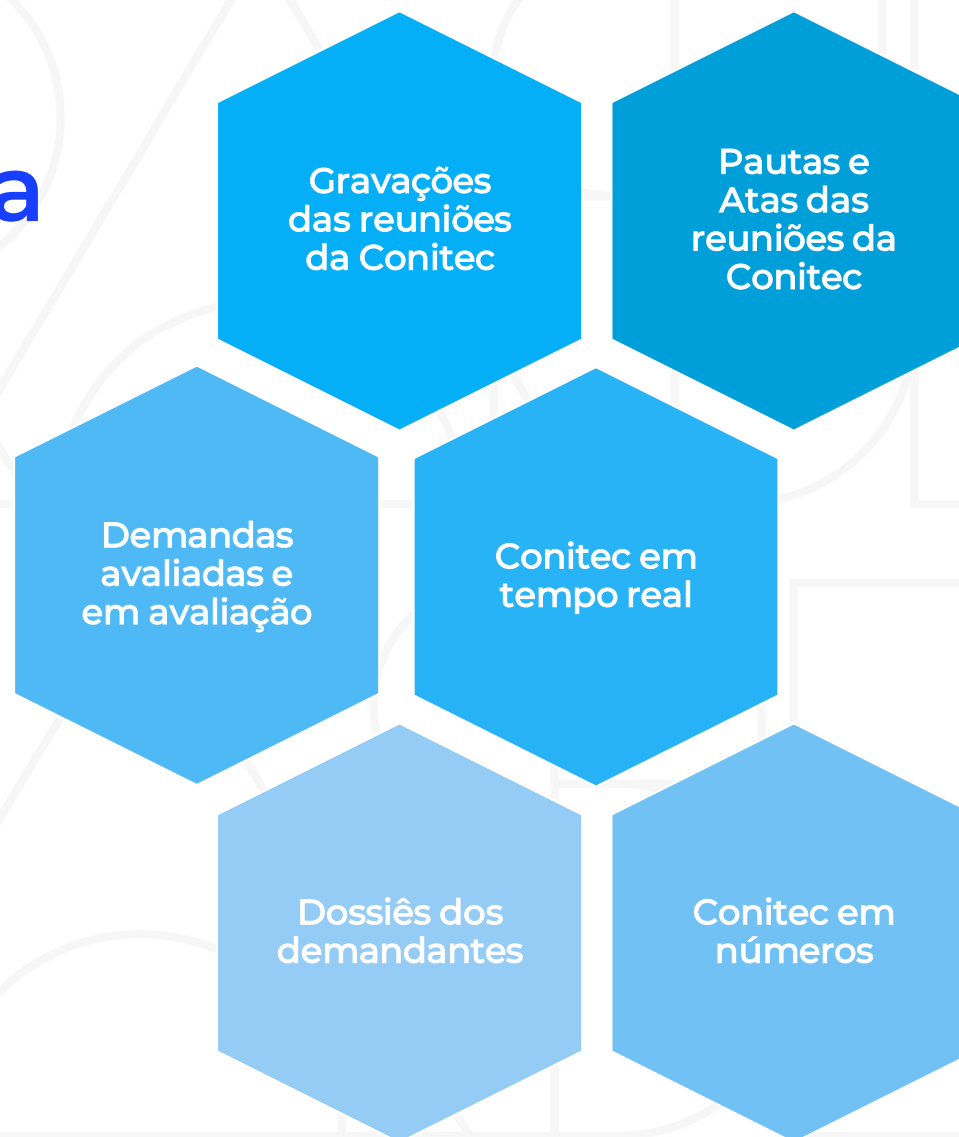 a
Gravações
das reuniões
da Conitec
Pautas e
Atas das
reuniões da
Conitec
Demandas
avaliadas e
em avaliação
Conitec em
tempo real
Dossiês dos
demandantes
Conitec em
números